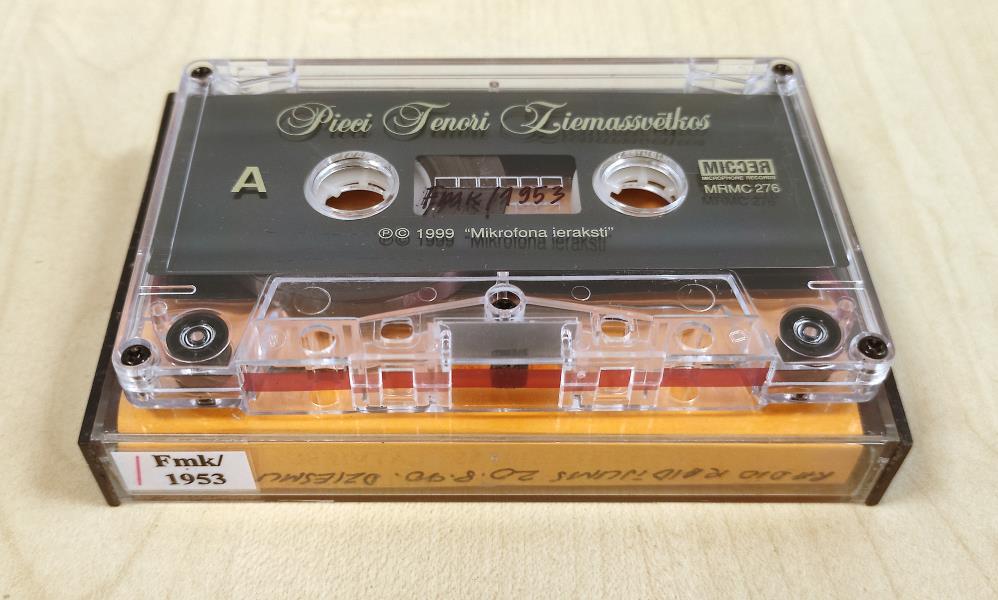 Pieci Tenori Ziemassvētkos
A
MICREC
MICROPHONE RECORDS
MRMC 276
Fmk/1953
℗© 1999 "Mikrofona ieraksti"
Fmk/
1953
RADIO RAIDĪJUMS 20.8.90. DZIESMU